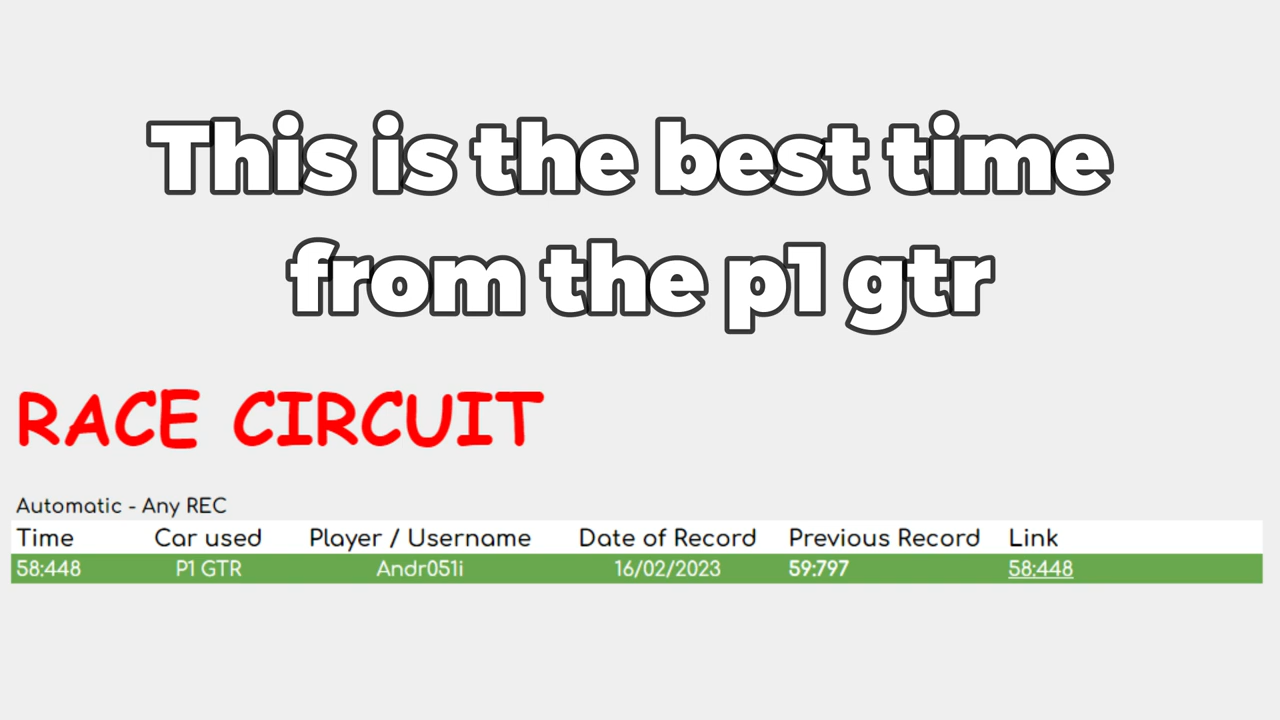 This is the best time
from the p1 gtr
RACE CIRCUIT
Automatic - Any REC
Time Car used Player / Username Date of Record Previous Record Link
58:448 P1 GTR Andr051i 16/02/2023 59:797 58:448